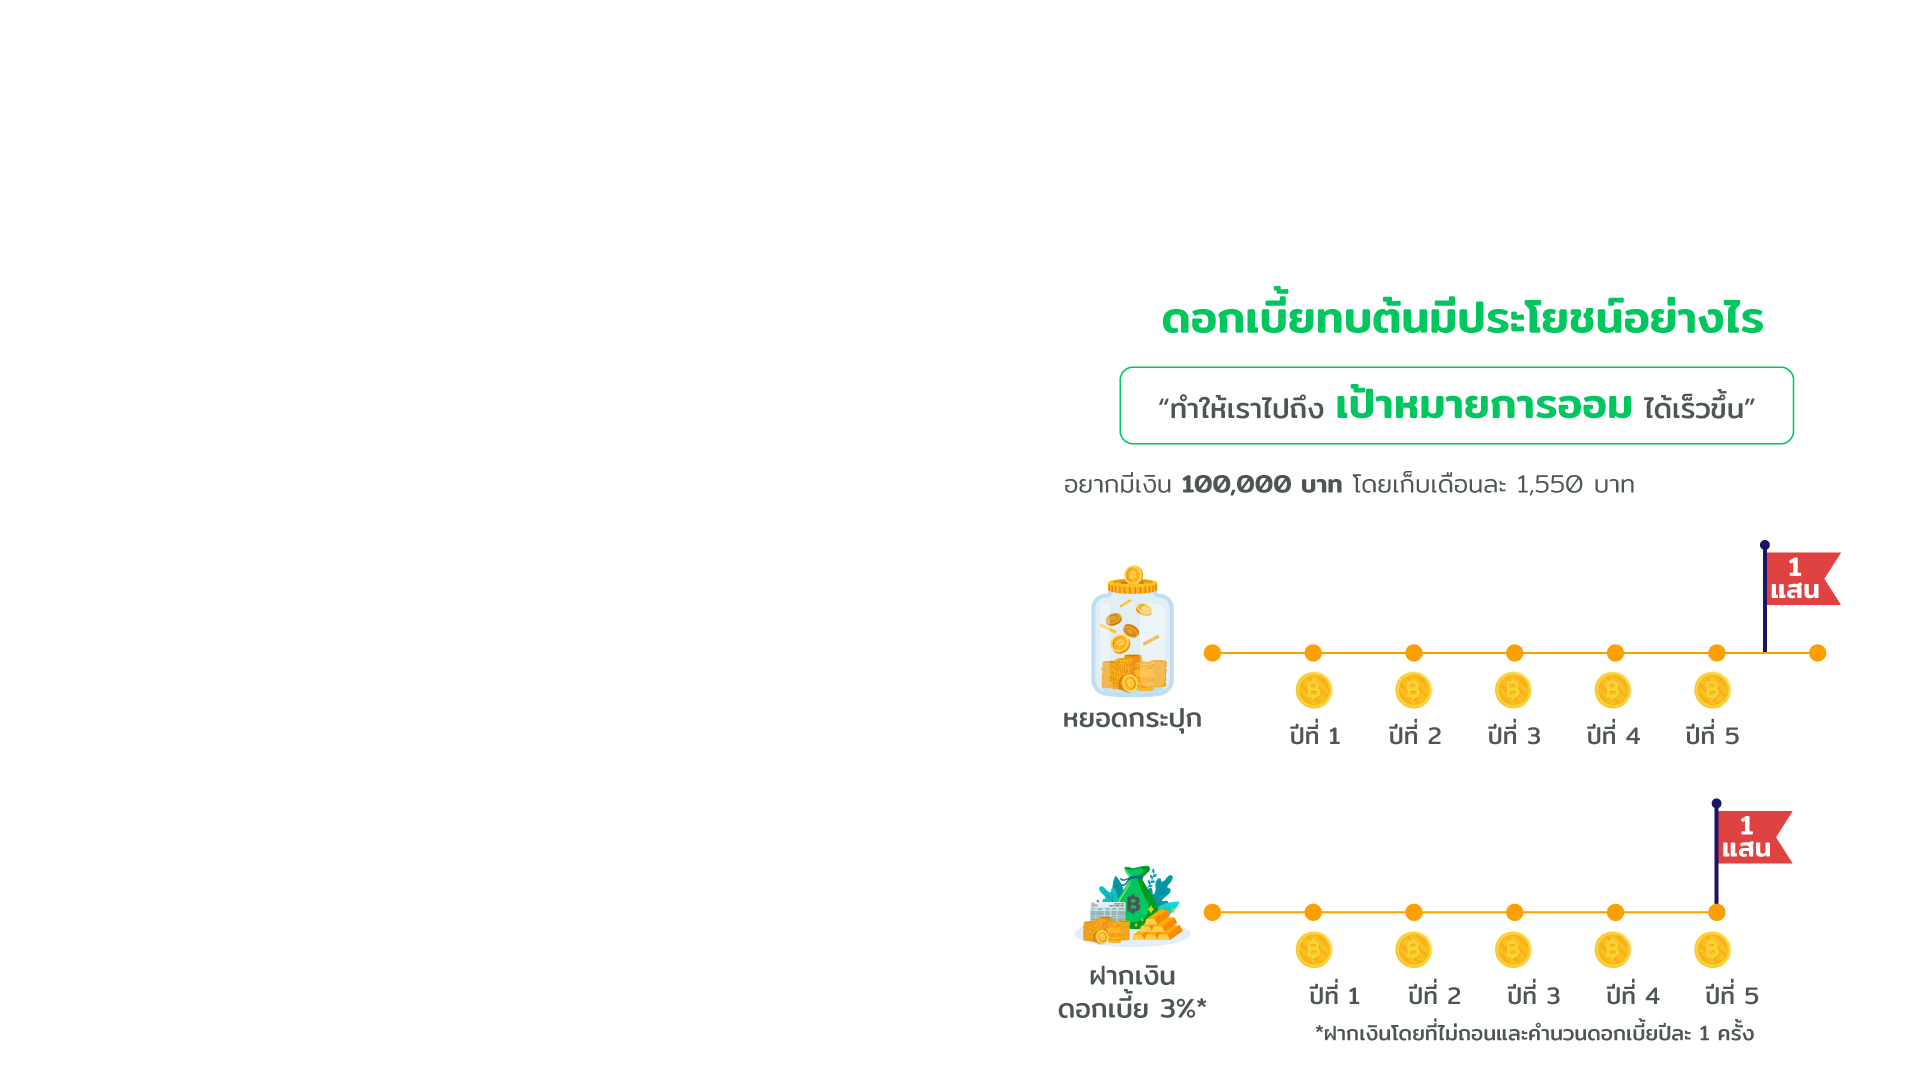 ดอกเบี้ยทบต้นมีประโยชน์อย่างไร
“ทำให้เราไปถึง เป้าหมายการออม ได้เร็วขึ้น”
อยากมีเงิน 100,000 บาท โดยเก็บเดือนละ 1,550 บาท
1
แสน
หยอดกระปุก
ปีที่ 1 ปีที่ 2 ปีที่ 3 ปีที่ 4 ปีที่ 5
1
แสน
ฝากเงิน
ดอกเบี้ย 3%*
ปีที่ 1 ปีที่ 2 ปีที่ 3 ปีที่ 4 ปีที่ 5
*ฝากเงินโดยที่ไม่ถอนและคำนวนดอกเบี้ยปีละ 1 ครั้ง